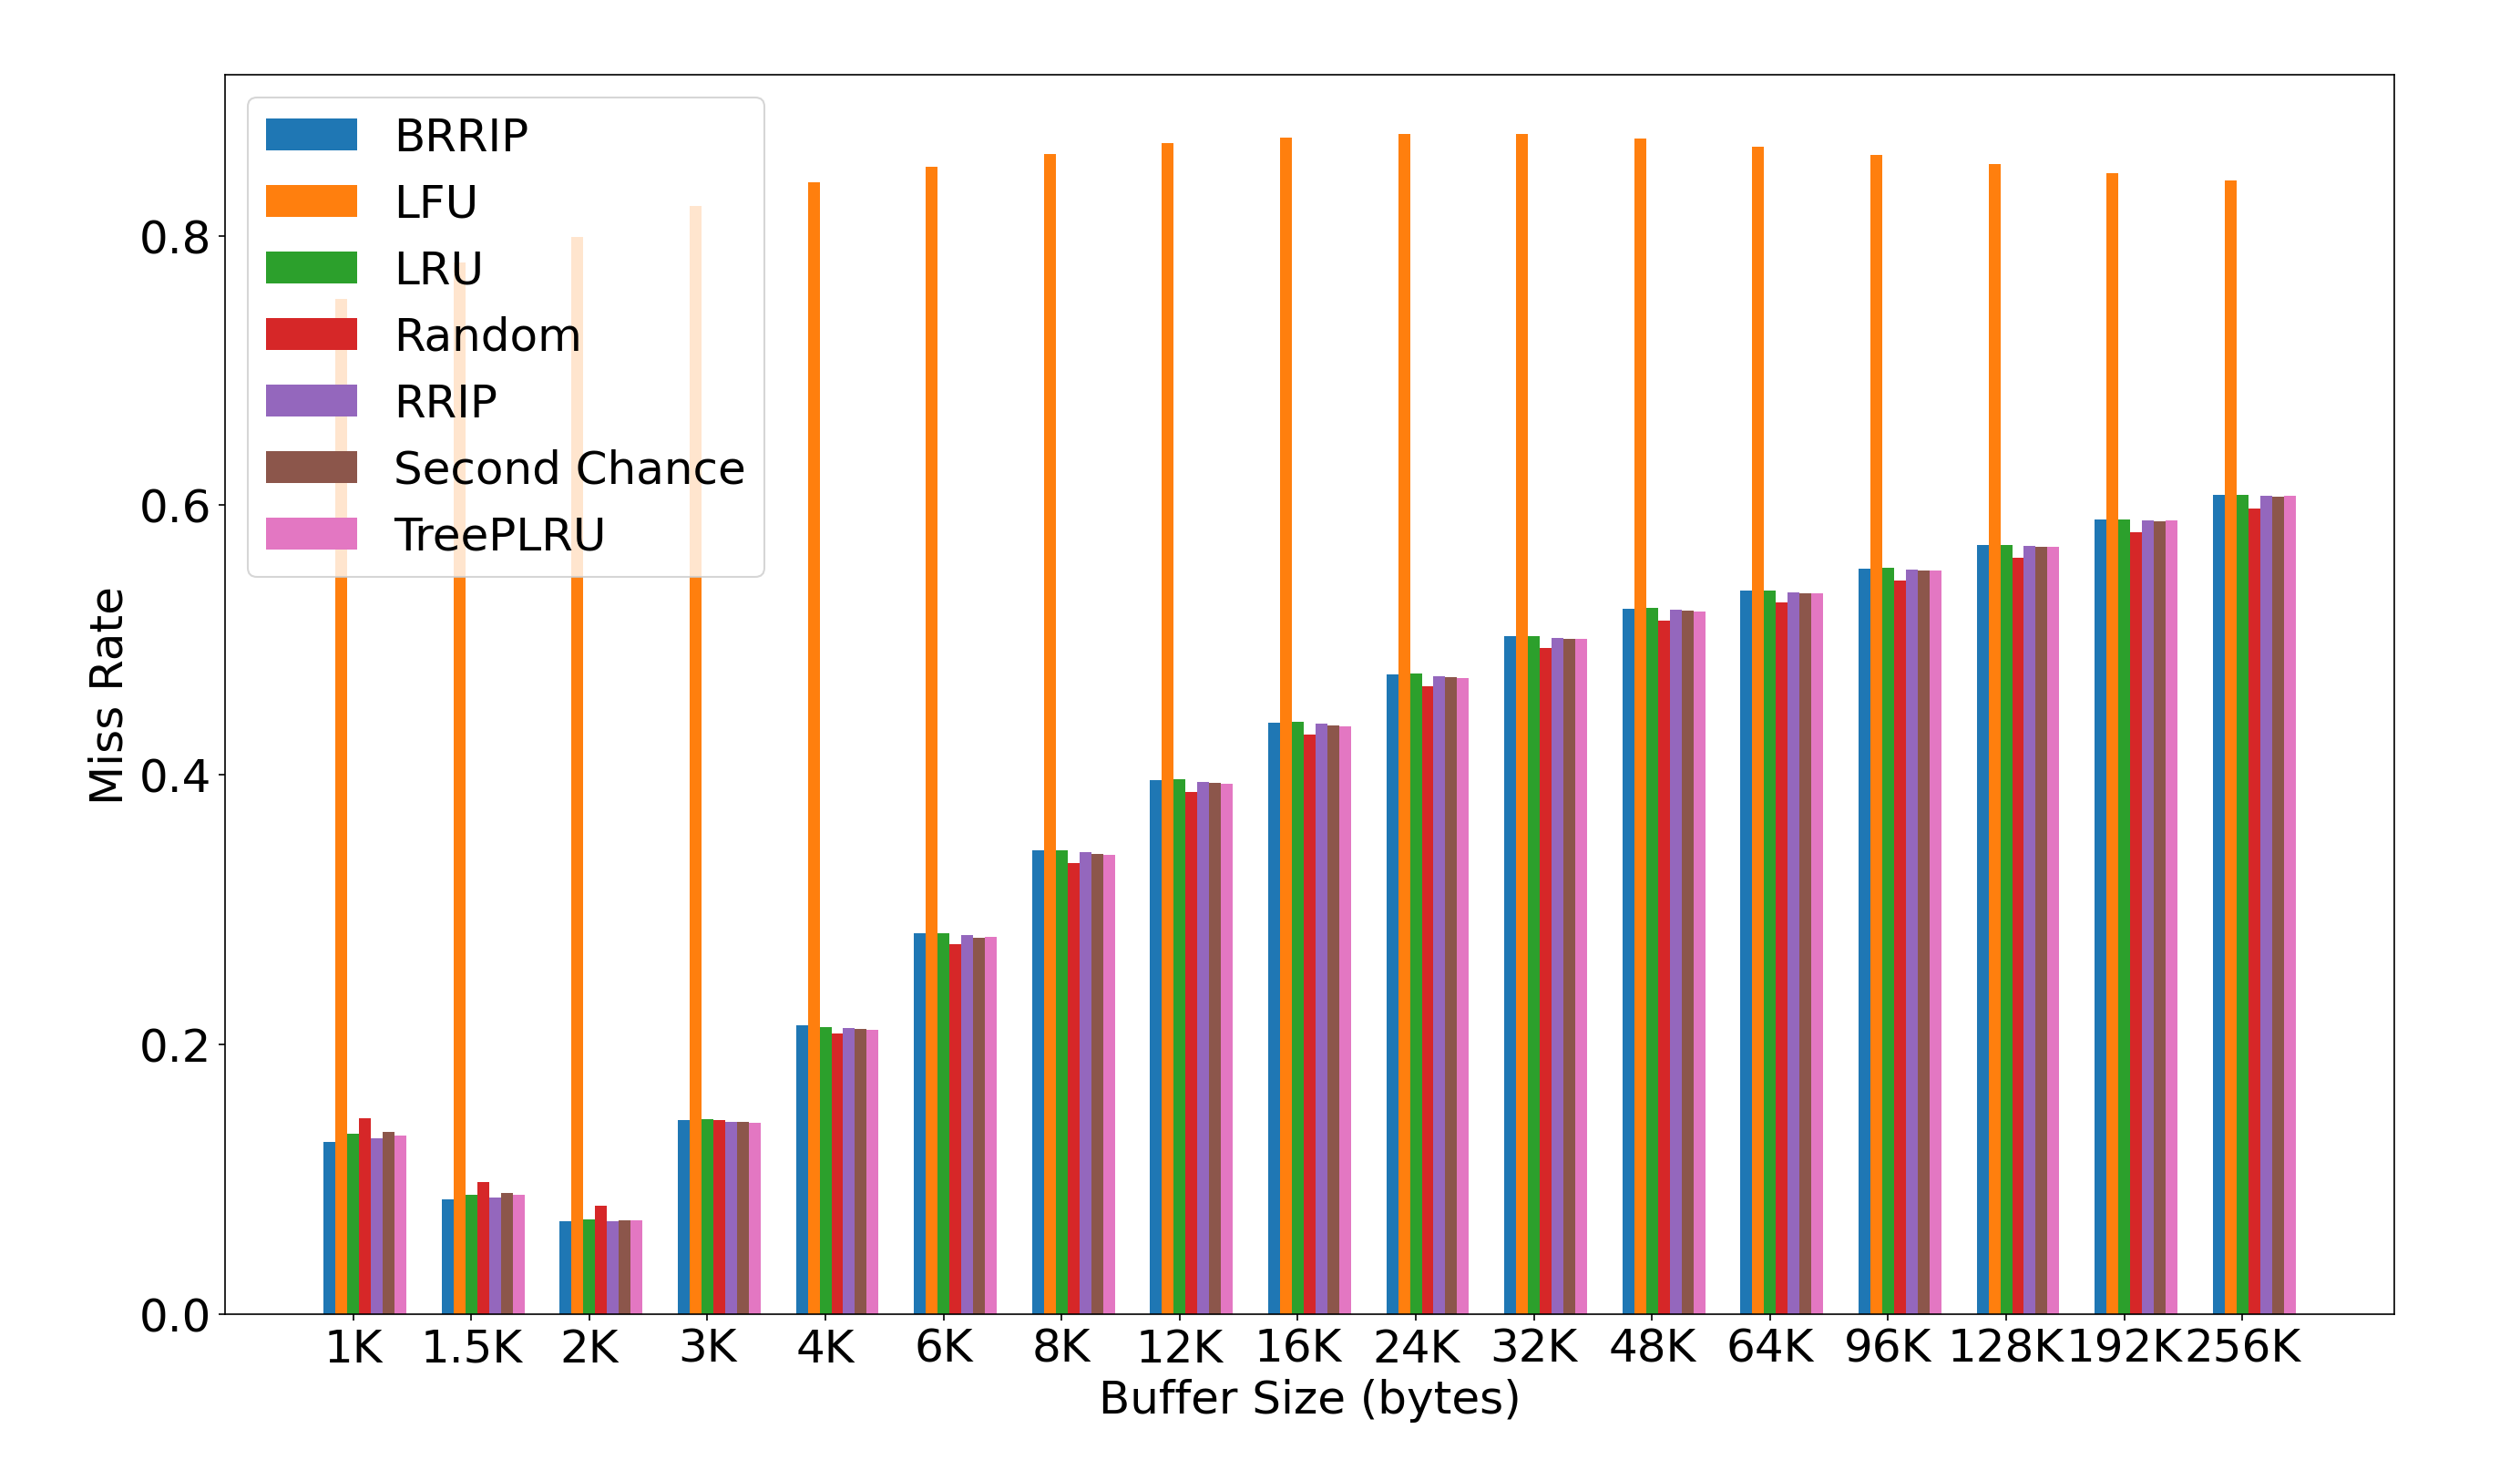 BRRIP
LFU
LRU
Random
RRIP
Second Chance
TreePLRU
Miss Rate
0.8
0.6
0.4
0.2
0.0
1K 1.5K 2K 3K 4K 6K 8K 12K 16K 24K 32K 48K 64K 96K 128K 192K 256K
Buffer Size (bytes)